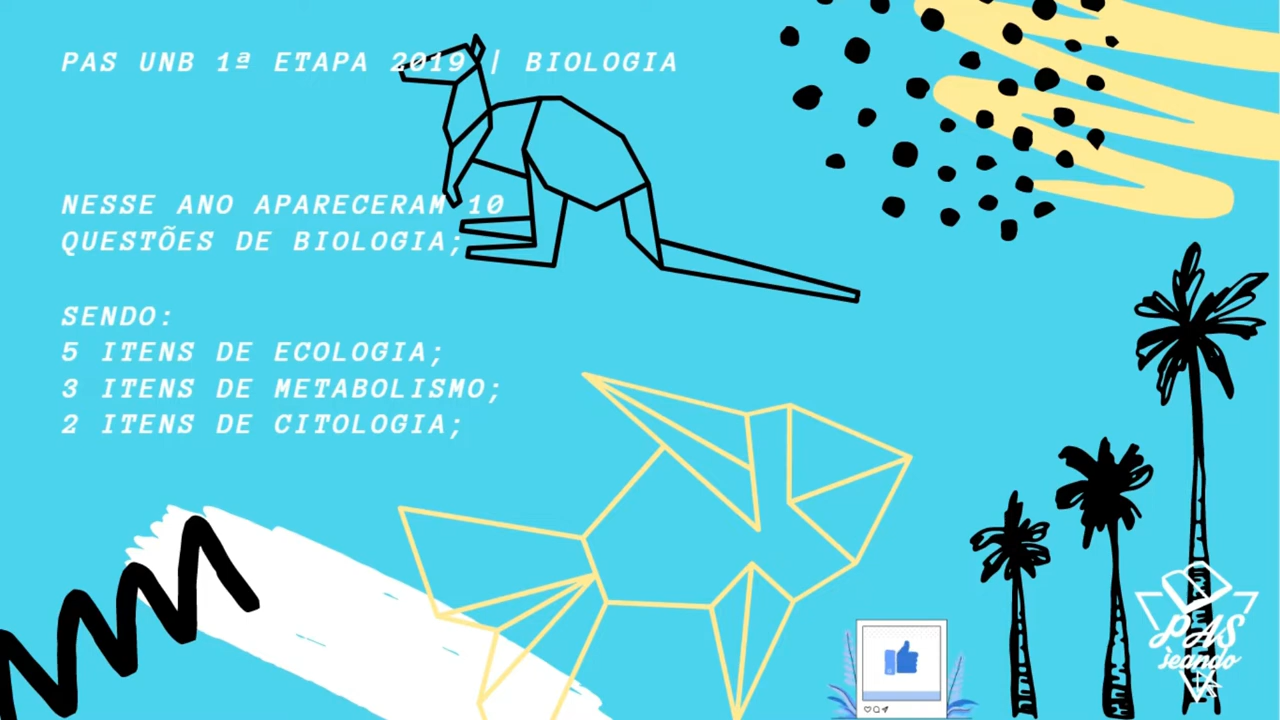 PAS UNB 1ª ETAPA 2019 | BIOLOGIA
NESSE ANO APARECERAM 10
QUESTÕES DE BIOLOGIA;
SENDO:
5 ITENS DE ECOLOGIA;
3 ITENS DE METABOLISMO;
2 ITENS DE CITOLOGIA;
PAS
seando